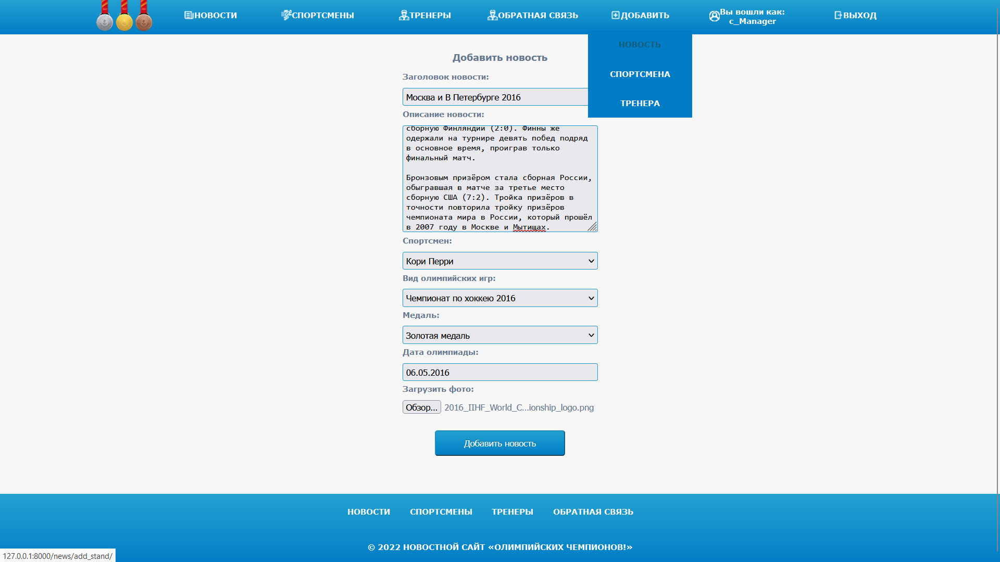 НОВОСТИ
СПОРТСМЕНЫ
ТРЕНЕРЫ
ОБРАТНАЯ СВЯЗЬ
ДОБАВИТЬ
Вы вошли как:
c_Manager
ВЫХОД
НОВОСТЬ
СПОРТСМЕНА
ТРЕНЕРА
Добавить новость
Заголовок новости:
Москва и В Петербурге 2016
Описание новости:
сборную Финляндии (2:0). Финны же
одержали на турнире девять побед подряд
в основное время, проиграв только
финальный матч.
Бронзовым призёром стала сборная России,
обыгравшая в матче за третье место
сборную США (7:2). Тройка призёров в
точности повторила тройку призёров
чемпионата мира в России, который прошёл
в 2007 году в Москве и Мытищах.
Спортсмен:
Кори Перри
Вид олимпийских игр:
Чемпионат по хоккею 2016
Медаль:
Золотая медаль
Дата олимпиады:
06.05.2016
Загрузить фото:
Обзор... 2016_IIHF_World_C...ionship_logo.png
Добавить новость
НОВОСТИ СПОРТСМЕНЫ ТРЕНЕРЫ ОБРАТНАЯ СВЯЗЬ
© 2022 НОВОСТНОЙ САЙТ «ОЛИМПИЙСКИХ ЧЕМПИОНОВ!»
127.0.0.1:8000/news/add_stand/